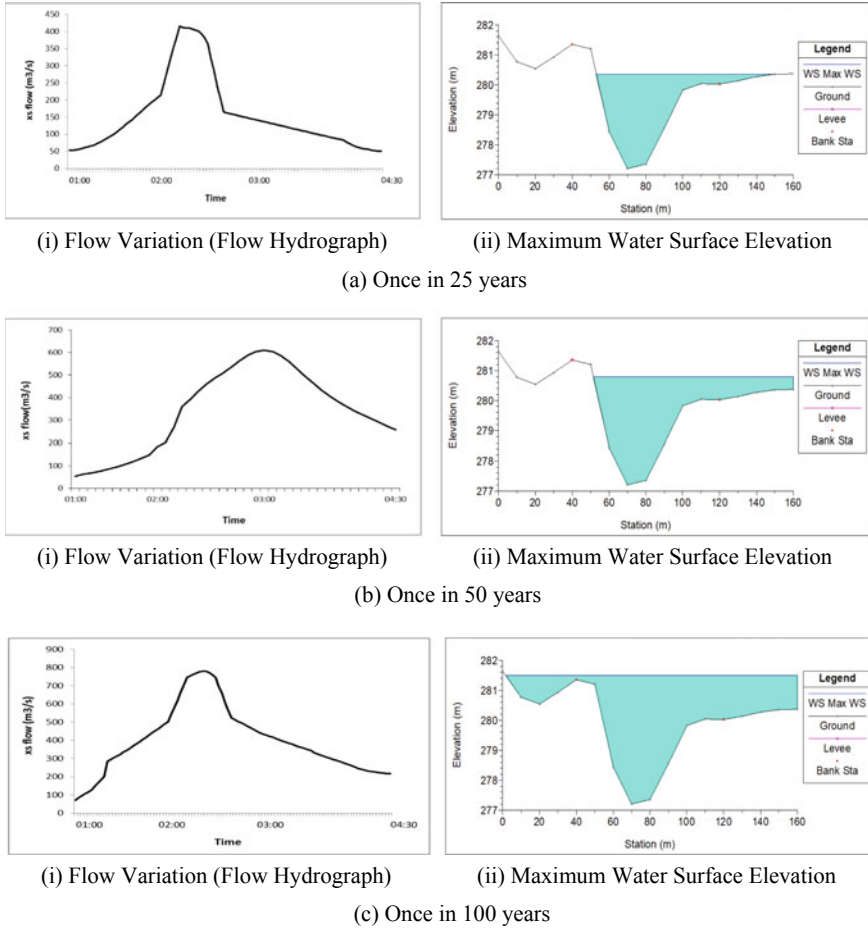 450
400
350
300
250
200
150
100
50
0
xs flow (m3/s)
01:00 02:00 03:00 04:30
Time
282
281
280
279
278
277
Elevation (m)
0 20 40 60 80 100 120 140 160
Station (m)
Legend
WS Max WS
Ground
Levee
Bank Sta
(i) Flow Variation (Flow Hydrograph) (ii) Maximum Water Surface Elevation
(a) Once in 25 years
700
600
500
400
300
200
100
0
xs flow(m3/s)
01:00 02:00 03:00 04:30
Time
282
281
280
279
278
277
Elevation (m)
0 20 40 60 80 100 120 140 160
Station (m)
Legend
WS Max WS
Ground
Levee
Bank Sta
(i) Flow Variation (Flow Hydrograph) (ii) Maximum Water Surface Elevation
(b) Once in 50 years
900
800
700
600
500
400
300
200
100
0
xs flow (m3/s)
01:00 02:00 03:00 04:30
Time
282
281
280
279
278
277
Elevation (m)
0 20 40 60 80 100 120 140 160
Station (m)
Legend
WS Max WS
Ground
Levee
Bank Sta
(i) Flow Variation (Flow Hydrograph) (ii) Maximum Water Surface Elevation
(c) Once in 100 years